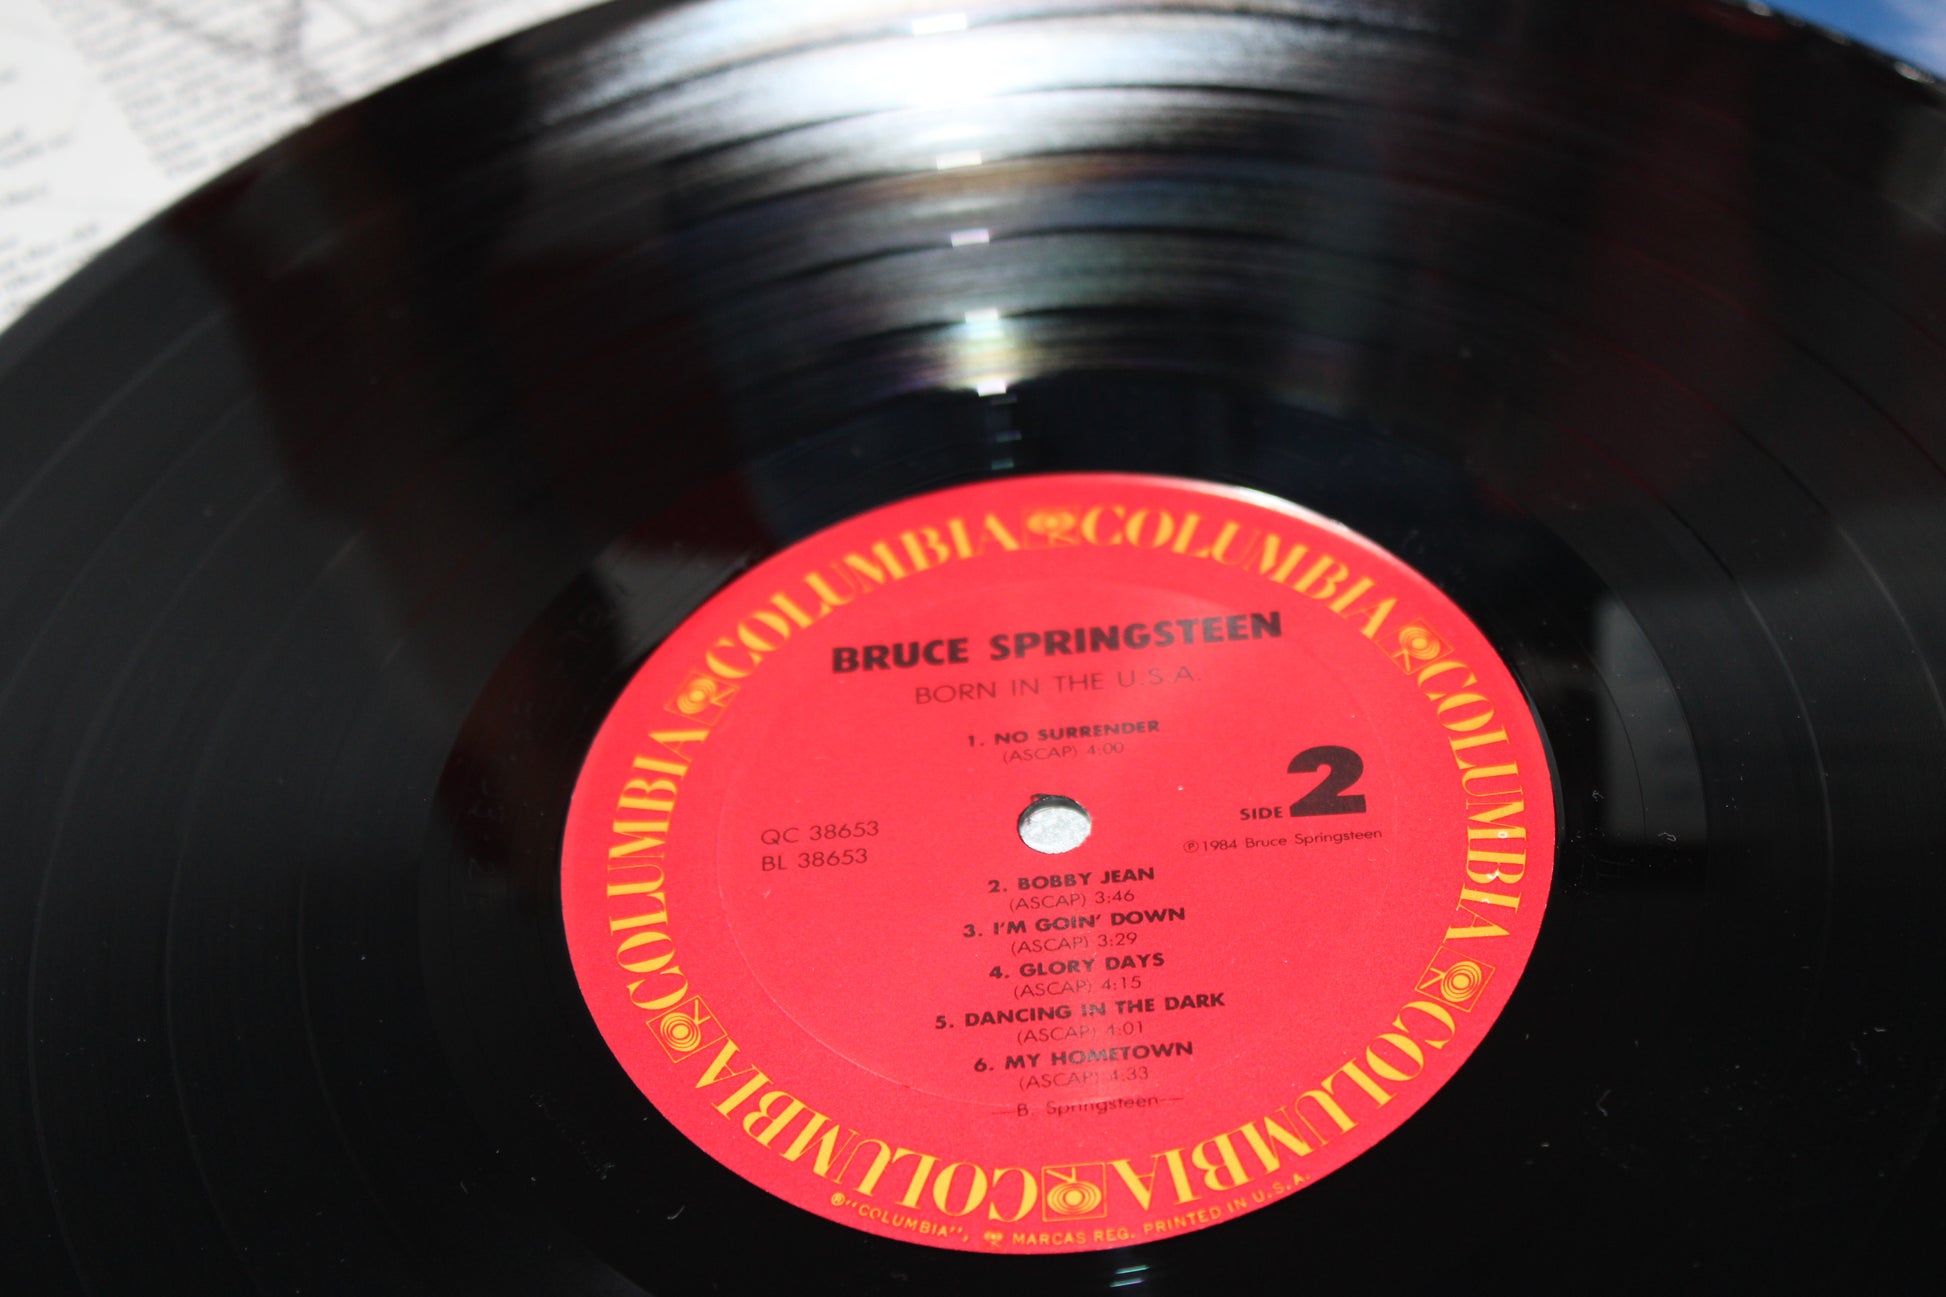 COLUMBIA COLUMBIA COLUMBIA COLUMBIA COLUMBIA COLUMBIA
BRUCE SPRINGSTEEN
BORN IN THE U.S.A.
1. NO SURRENDER
(ASCAP) 4:00
SIDE 2
QC 38653
BL 38653
℗1984 Bruce Springsteen
2. BOBBY JEAN
(ASCAP) 3:46
3. I'M GOIN' DOWN
(ASCAP) 3:29
4. GLORY DAYS
(ASCAP) 4:15
5. DANCING IN THE DARK
(ASCAP) 4:01
6. MY HOMETOWN
(ASCAP) 4:33
—B. Springsteen—
®"COLUMBIA", MARCAS REG. PRINTED IN U.S.A.